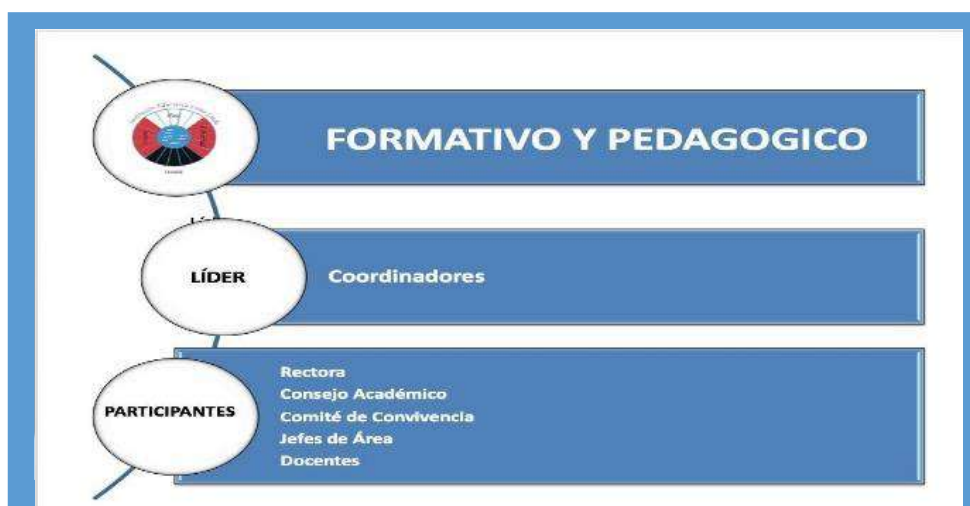 FORMATIVO Y PEDAGOGICO
LÍDER
Coordinadores
PARTICIPANTES
Rectora
Consejo Académico
Comité de Convivencia
Jefes de Área
Docentes